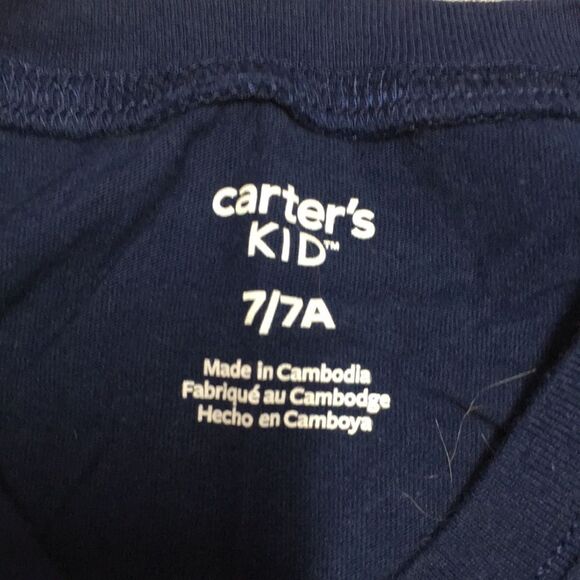 carter's
KID™
7/7A
Made in Cambodia
Fabriqué au Cambodge
Hecho en Camboya